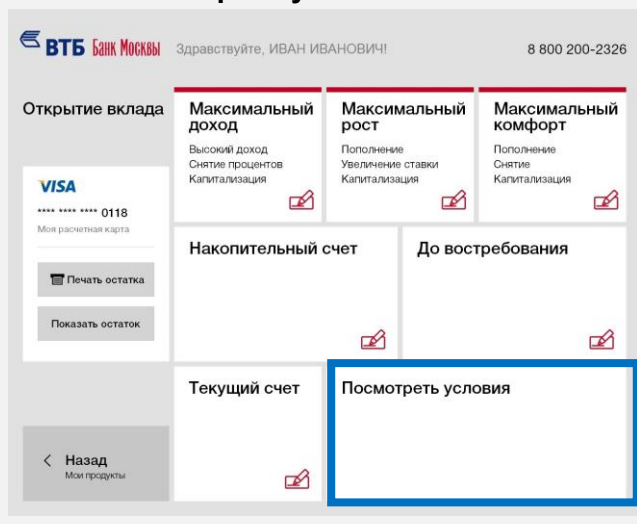 ВТБ Банк Москвы
Здравствуйте, ИВАН ИВАНОВИЧ!
8 800 200-2326
Открытие вклада
VISA
**** **** **** 0118
Моя расчетная карта
Печать остатка
Показать остаток
Назад
Мои продукты
Максимальный
доход
Высокий доход
Снятие процентов
Капитализация
Максимальный
рост
Пополнение
Увеличение ставки
Капитализация
Максимальный
комфорт
Пополнение
Снятие
Капитализация
Накопительный счет
До востребования
Текущий счет
Посмотреть условия